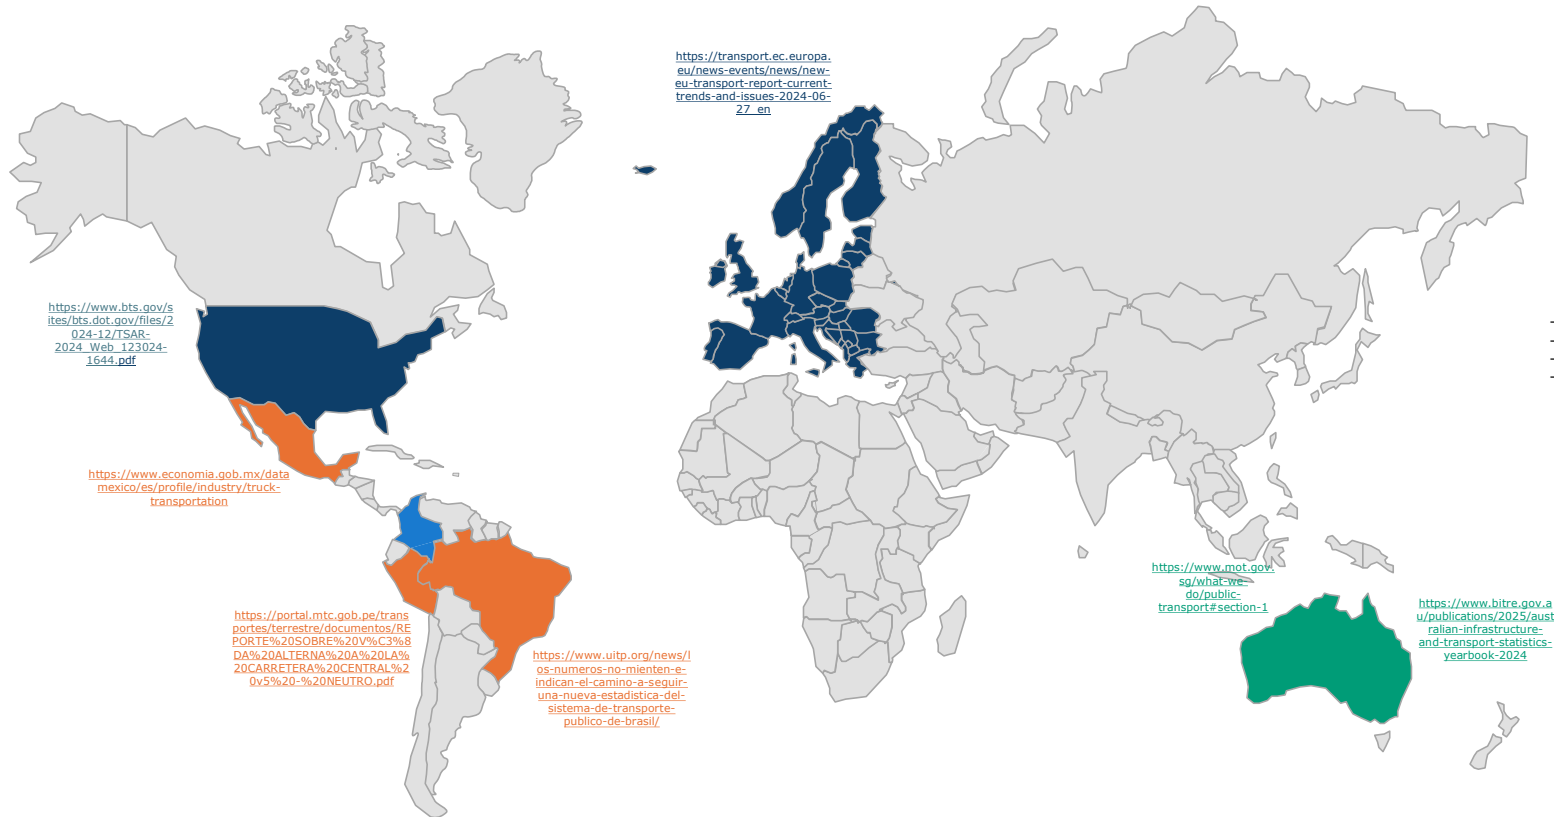 https://transport.ec.europa.
eu/news-events/news/new-
eu-transport-report-current-
trends-and-issues-2024-06-
27_en
https://www.bts.gov/s
ites/bts.dot.gov/files/2
024-12/TSAR-
2024_Web_123024-
1644.pdf
https://www.economia.gob.mx/data
mexico/es/profile/industry/truck-
transportation
https://portal.mtc.gob.pe/trans
portes/terrestre/documentos/RE
PORTE%20SOBRE%20V%C3%8
DA%20ALTERNA%20A%20LA%
20CARRETERA%20CENTRAL%2
0v5%20-%20NEUTRO.pdf
https://www.uitp.org/news/l
os-numeros-no-mienten-e-
indican-el-camino-a-seguir-
una-nueva-estadistica-del-
sistema-de-transporte-
publico-de-brasil/
https://www.mot.gov.
sg/what-we-
do/public-
transport#section-1
https://www.bitre.gov.a
u/publications/2025/aust
ralian-infrastructure-
and-transport-statistics-
yearbook-2024
-
-
-
-